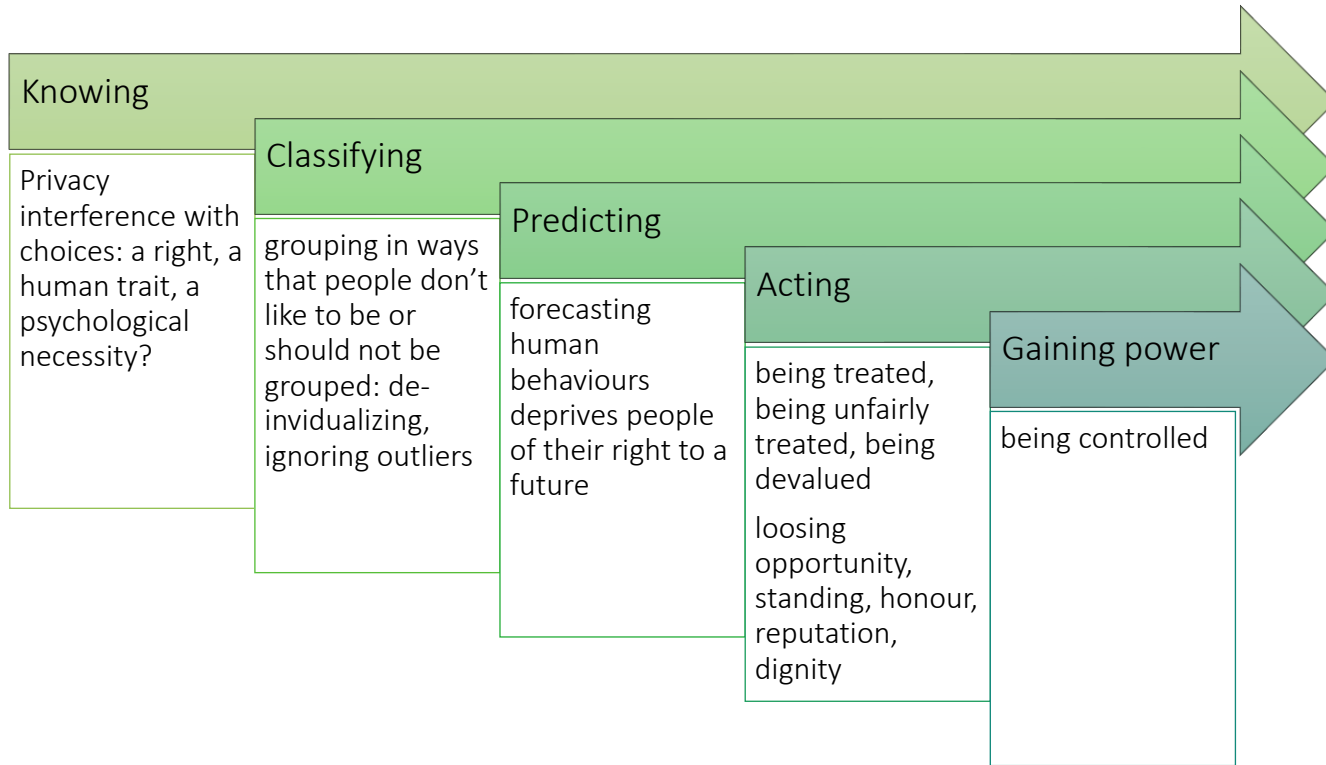 Knowing
Privacy
interference with
choices: a right, a
human trait, a
psychological
necessity?
Classifying
grouping in ways
that people don’t
like to be or
should not be
grouped: de-
invidualizing,
ignoring outliers
Predicting
forecasting
human
behaviours
deprives people
of their right to a
future
Acting
being treated,
being unfairly
treated, being
devalued
loosing
opportunity,
standing, honour,
reputation,
dignity
Gaining power
being controlled